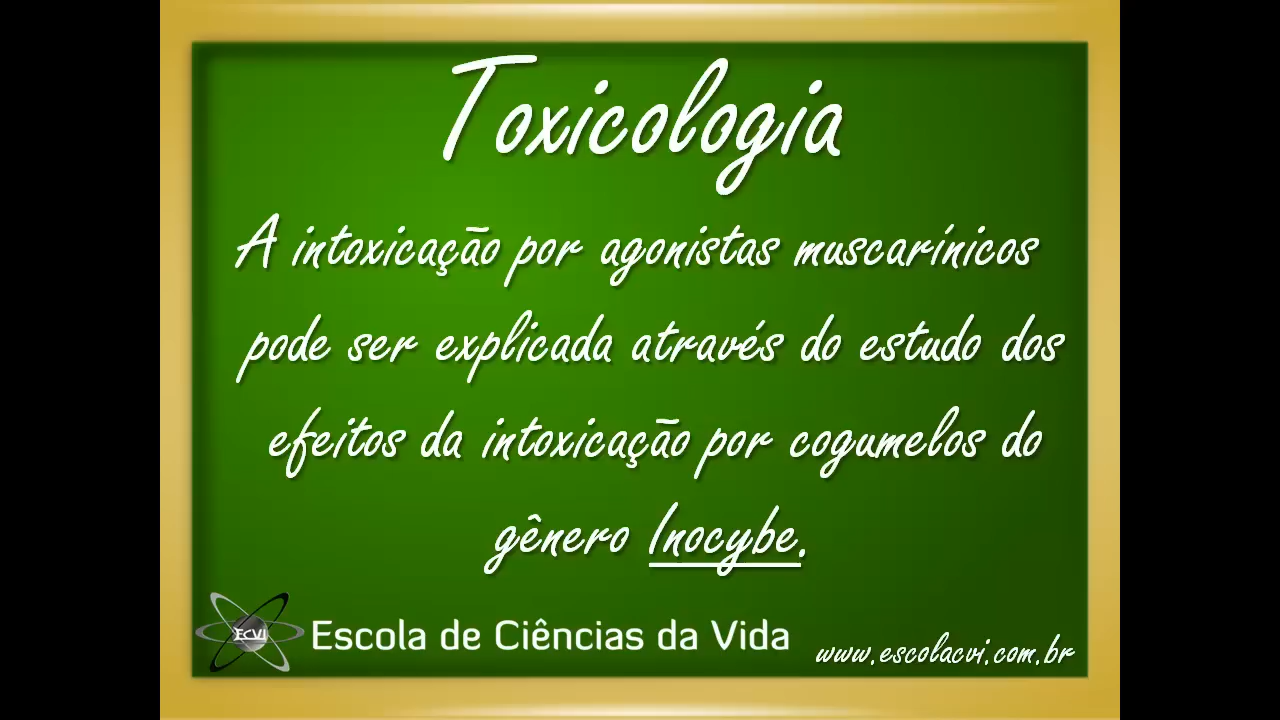 Toxicologia
A intoxicação por agonistas muscarínicos
pode ser explicada através do estudo dos
efeitos da intoxicação por cogumelos do
gênero Inocybe.
ECVI
Escola de Ciências da Vida
www.escolacvi.com.br